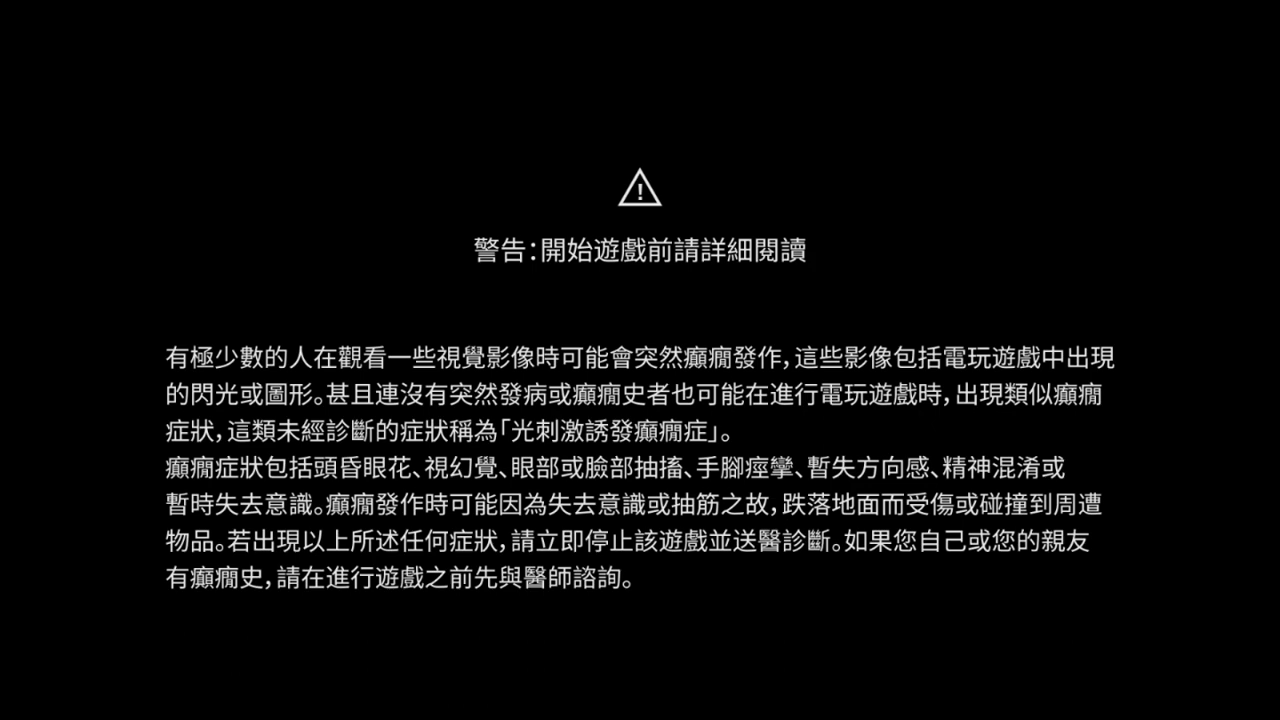 警告：開始遊戲前請詳細閱讀
有極少數的人在觀看一些視覺影像時可能會突然癲癇發作，這些影像包括電玩遊戲中出現
的閃光或圖形。甚且連沒有突然發病或癲癇史者也可能在進行電玩遊戲時，出現類似癲癇
症狀，這類未經診斷的症狀稱為「光刺激誘發癲癇症」。
癲癇症狀包括頭昏眼花、視幻覺、眼部或臉部抽搐、手腳痙攣、暫失方向感、精神混淆或
暫時失去意識。癲癇發作時可能因為失去意識或抽筋之故，跌落地面而受傷或碰撞到周遭
物品。若出現以上所述任何症狀，請立即停止該遊戲並送醫診斷。如果您自己或您的親友
有癲癇史，請在進行遊戲之前先與醫師諮詢。